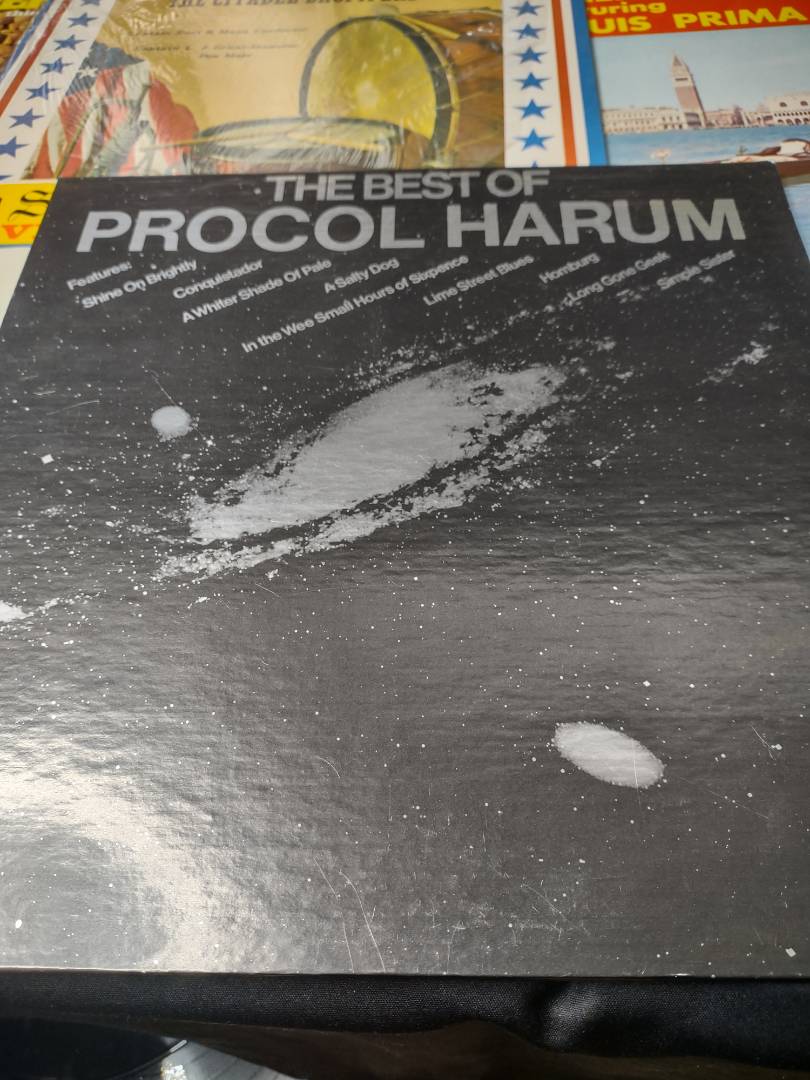 THE CITADEL
uring
UIS PRIMA
THE BEST OF
PROCOL HARUM
Features:
Shine On Brightly
Conquistador
A Whiter Shade Of Pale
A Salty Dog
In the Wee Small Hours of Sixpence
Lime Street Blues
Homburg
Long Gone Geek
Simple Sister